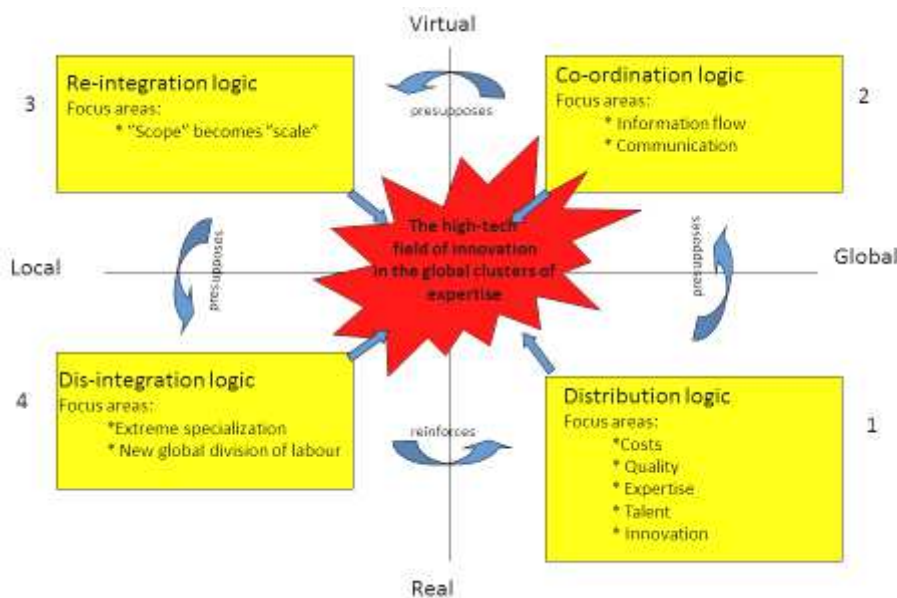 Virtual
3
Re-integration logic
Focus areas:
* "Scope" becomes "scale"
presupposes
Co-ordination logic
Focus areas:
* Information flow
* Communication
2
The high-tech
field of innovation
in the global clusters of
expertise
Local
presupposes
presupposes
Global
4
Dis-integration logic
Focus areas:
*Extreme specialization
* New global division of labour
reinforces
Distribution logic
Focus areas:
*Costs
* Quality
* Expertise
* Talent
* Innovation
1
Real